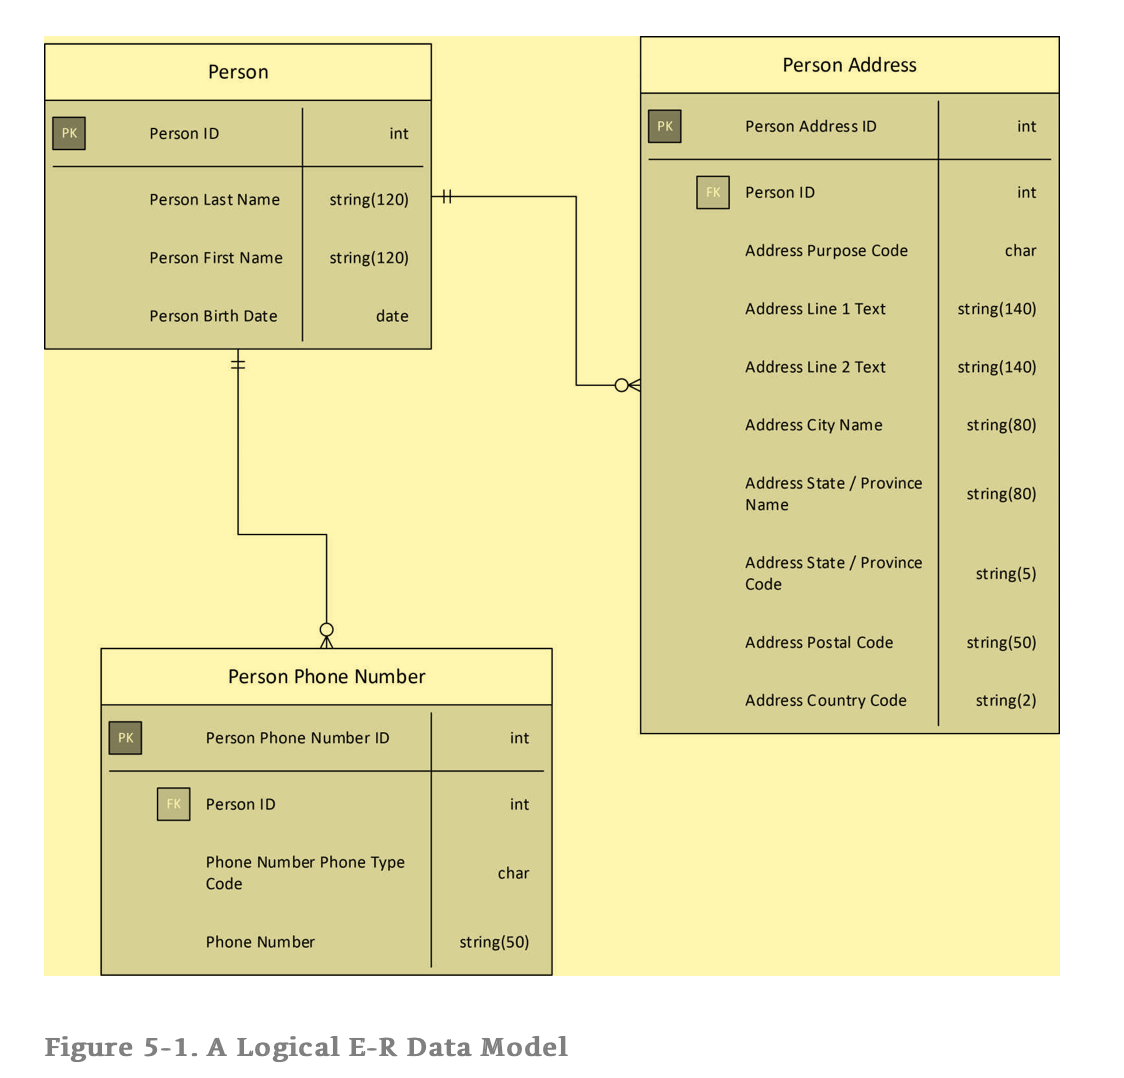 Person
PK Person ID int
Person Last Name string(120)
Person First Name string(120)
Person Birth Date date
Person Address
PK Person Address ID int
FK Person ID int
Address Purpose Code char
Address Line 1 Text string(140)
Address Line 2 Text string(140)
Address City Name string(80)
Address State / Province
Name string(80)
Address State / Province
Code string(5)
Address Postal Code string(50)
Address Country Code string(2)
Person Phone Number
PK Person Phone Number ID int
FK Person ID int
Phone Number Phone Type
Code char
Phone Number string(50)
Figure 5-1. A Logical E-R Data Model